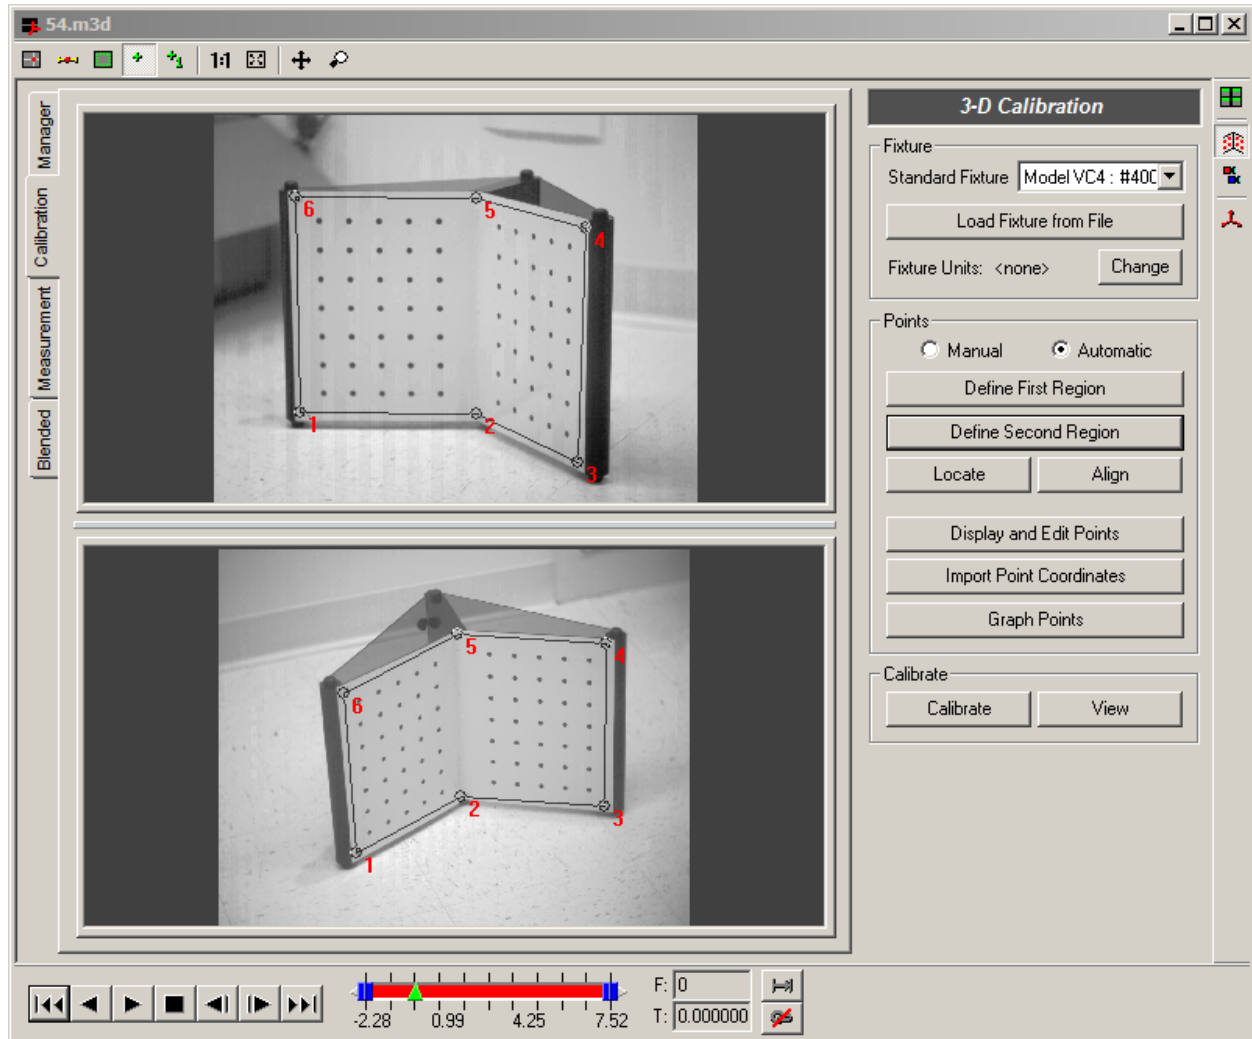 54.m3d
1:1
Manager
Calibration
Measurement
Blended
6
5
4
1
2
3
5
4
6
2
3
1
3-D Calibration
Fixture
Standard Fixture Model VC4 : #400
Load Fixture from File
Fixture Units: <none> Change
Points
Manual Automatic
Define First Region
Define Second Region
Locate Align
Display and Edit Points
Import Point Coordinates
Graph Points
Calibrate
Calibrate View
-2.28 0.99 4.25 7.52
F: 0
T: 0.000000